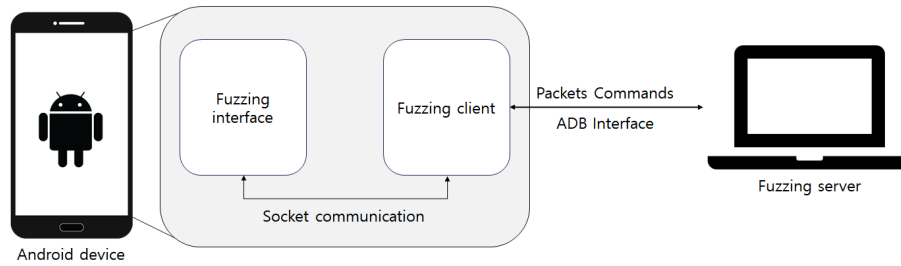 Fuzzing
interface
Fuzzing client
Socket communication
Packets Commands
ADB Interface
Fuzzing server
Android device